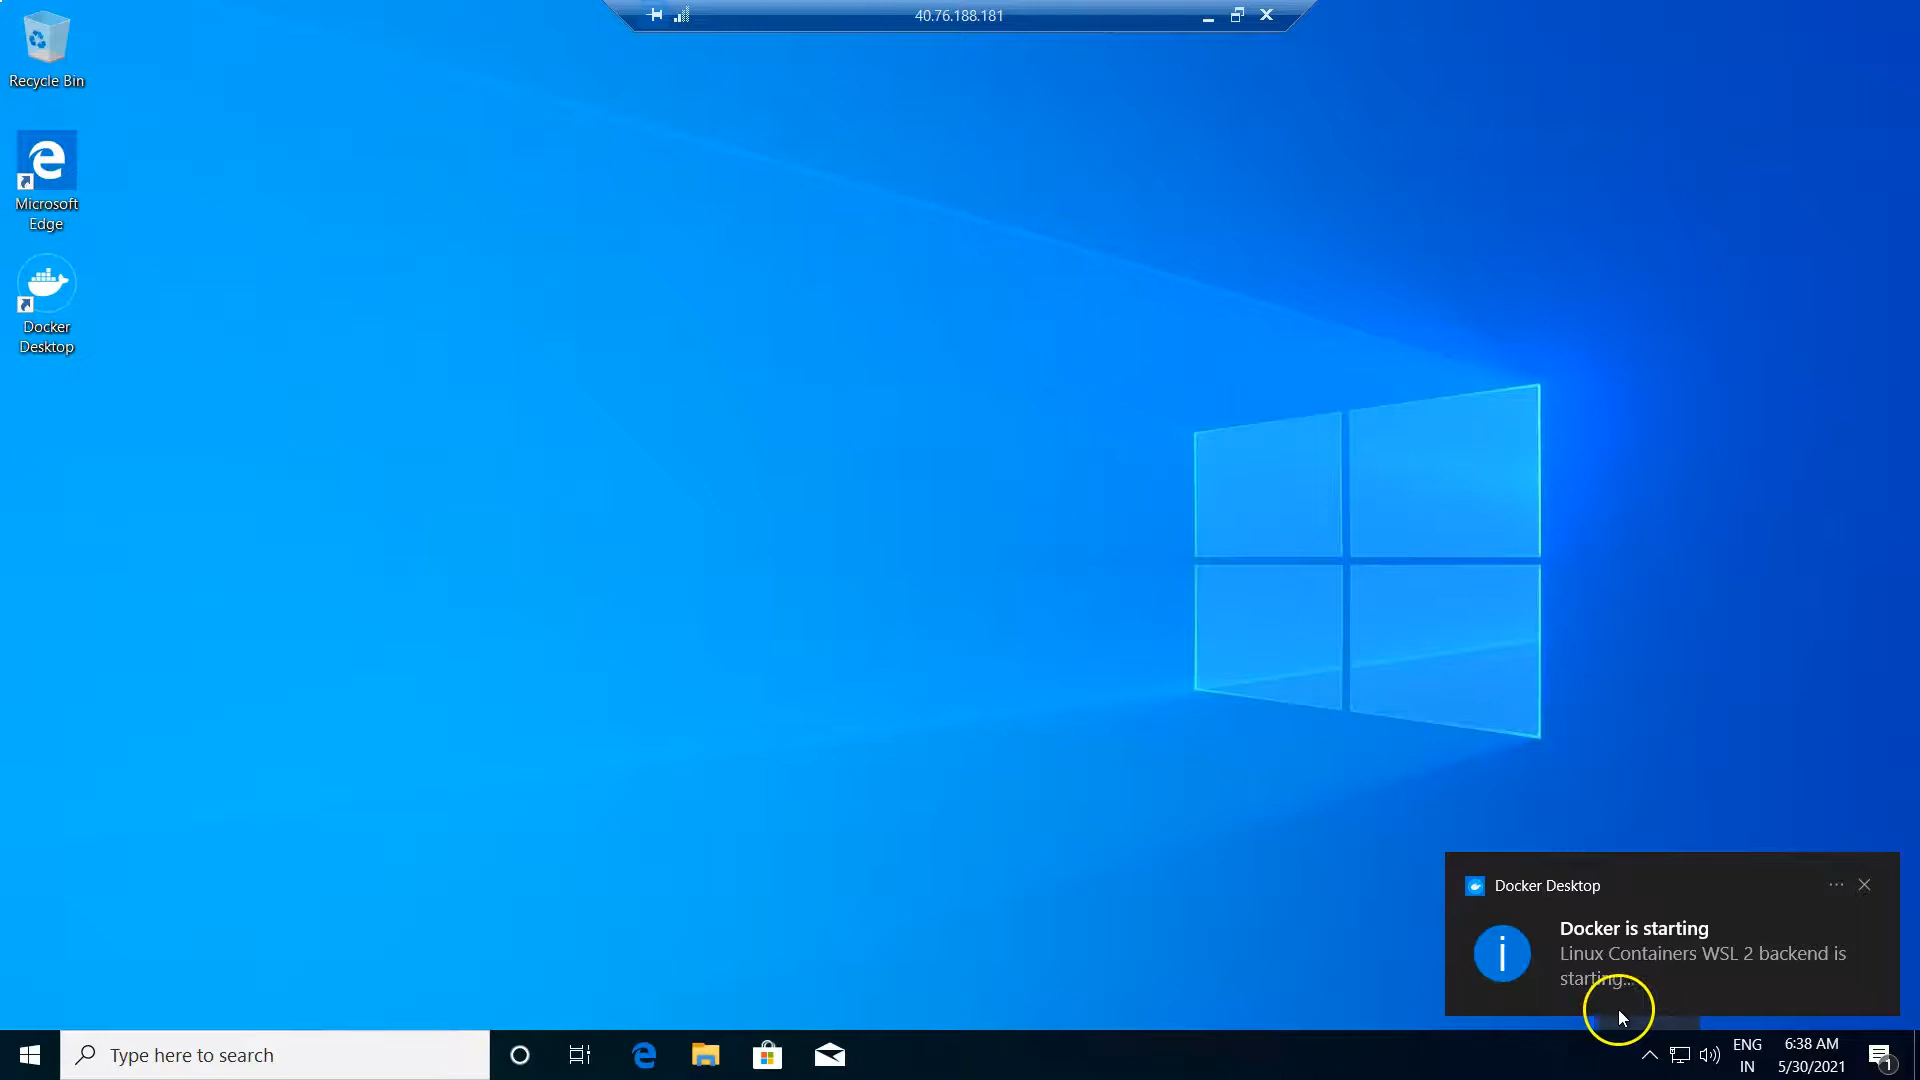 40.76.188.181
Recycle Bin
Microsoft
Edge
Docker
Desktop
Docker Desktop
Docker is starting
Linux Containers WSL 2 backend is
starting...
Type here to search
ENG
IN
6:38 AM
5/30/2021
1